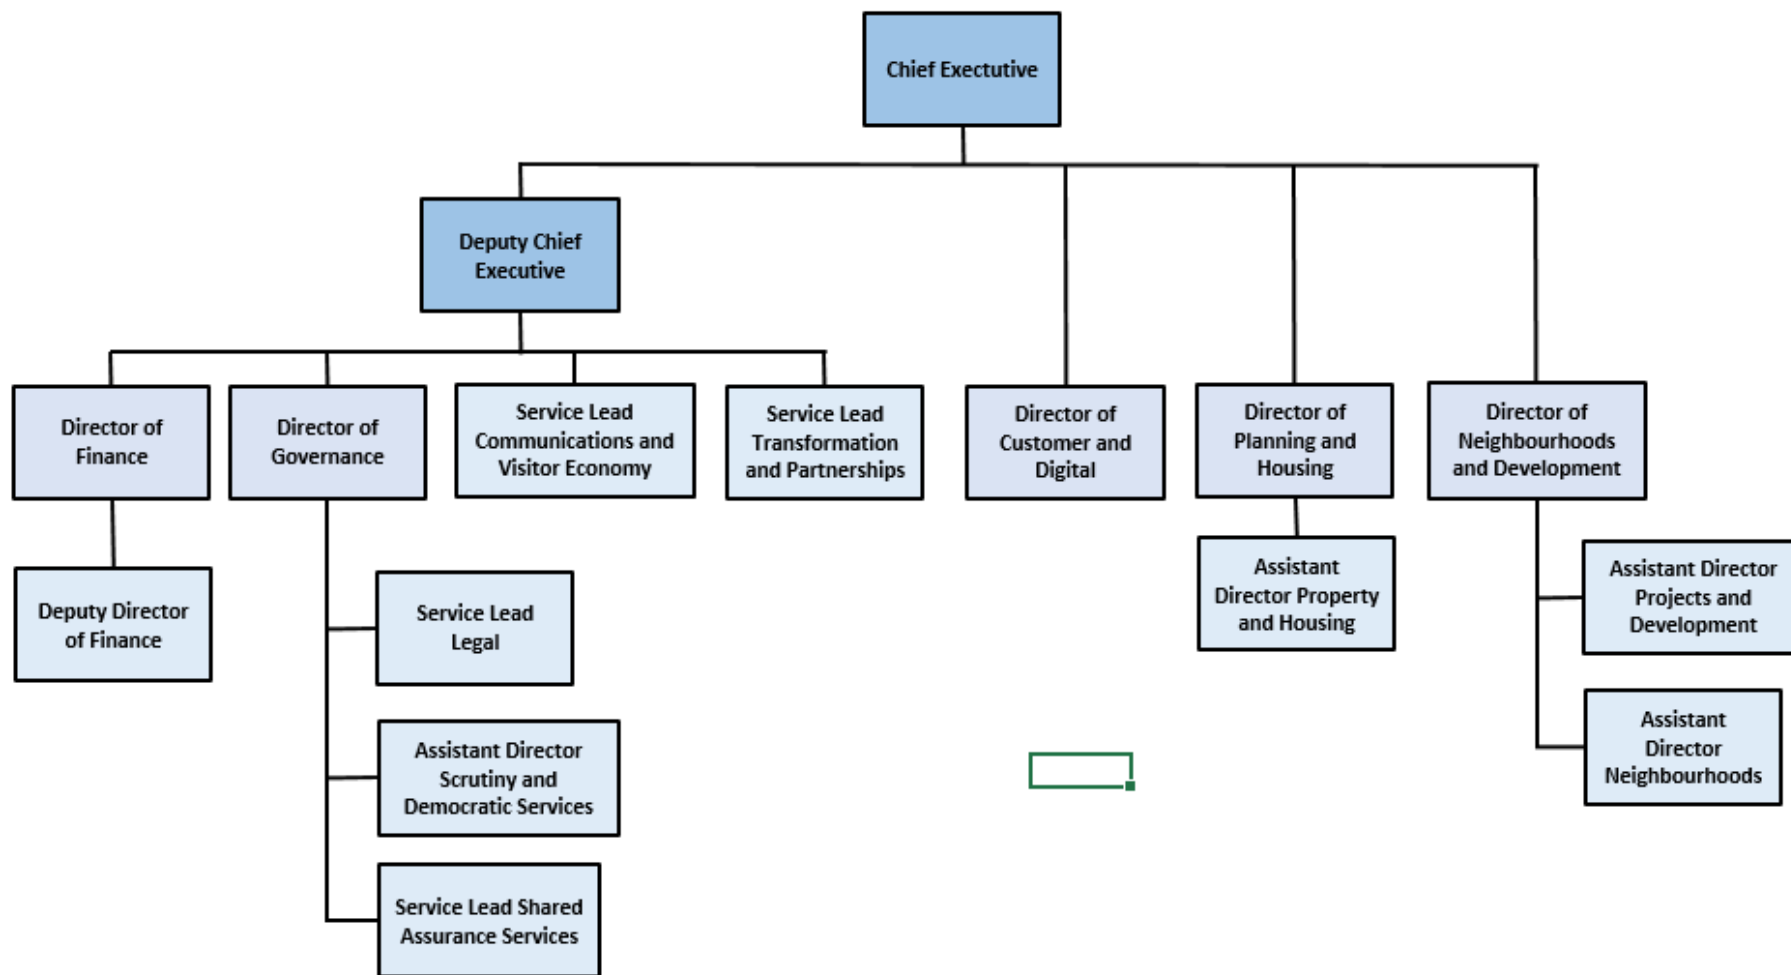 Chief Exectutive
Deputy Chief
Executive
Director of
Finance
Director of
Governance
Service Lead
Communications and
Visitor Economy
Service Lead
Transformation
and Partnerships
Director of
Customer and
Digital
Director of
Planning and
Housing
Director of
Neighbourhoods
and Development
Deputy Director
of Finance
Service Lead
Legal
Assistant Director
Scrutiny and
Democratic Services
Service Lead Shared
Assurance Services
Assistant
Director Property
and Housing
Assistant Director
Projects and
Development
Assistant
Director
Neighbourhoods